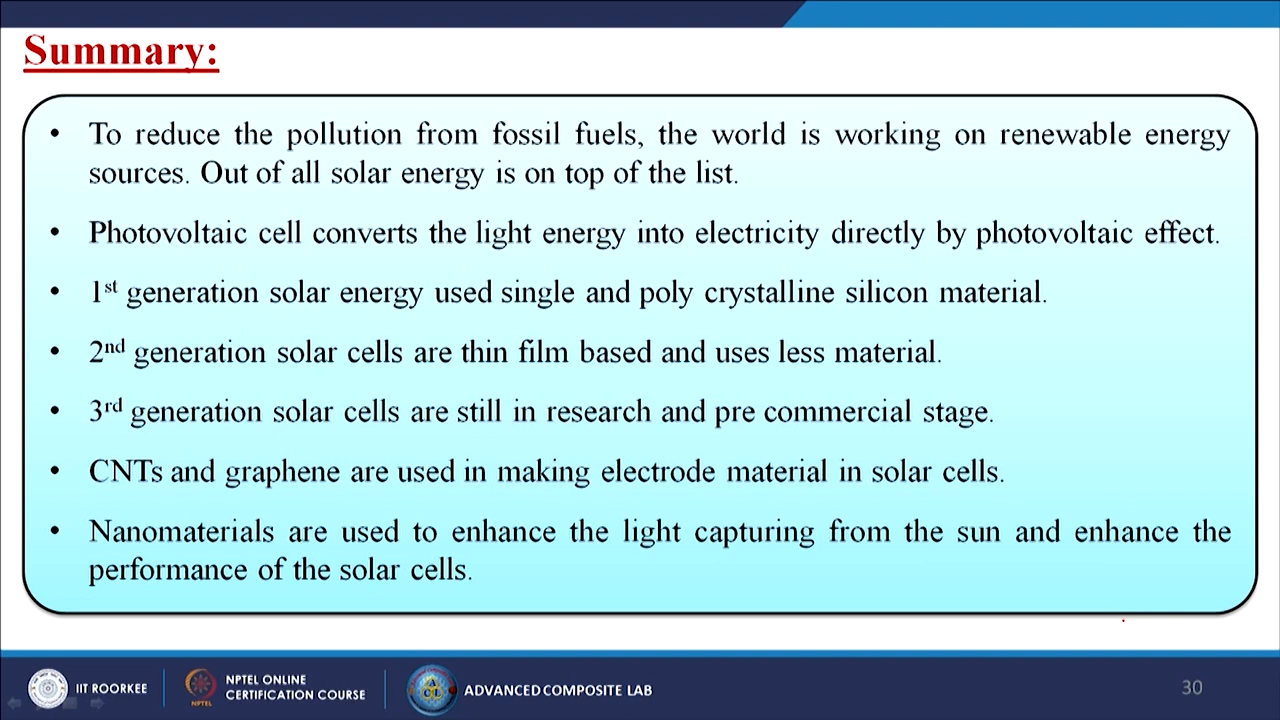 Summary:
• To reduce the pollution from fossil fuels, the world is working on renewable energy
sources. Out of all solar energy is on top of the list.
• Photovoltaic cell converts the light energy into electricity directly by photovoltaic effect.
• 1st generation solar energy used single and poly crystalline silicon material.
• 2nd generation solar cells are thin film based and uses less material.
• 3rd generation solar cells are still in research and pre commercial stage.
• CNTs and graphene are used in making electrode material in solar cells.
• Nanomaterials are used to enhance the light capturing from the sun and enhance the
performance of the solar cells.
IIT ROORKEE
NPTEL
NPTEL ONLINE
CERTIFICATION COURSE
ACL
ADVANCED COMPOSITE LAB
30